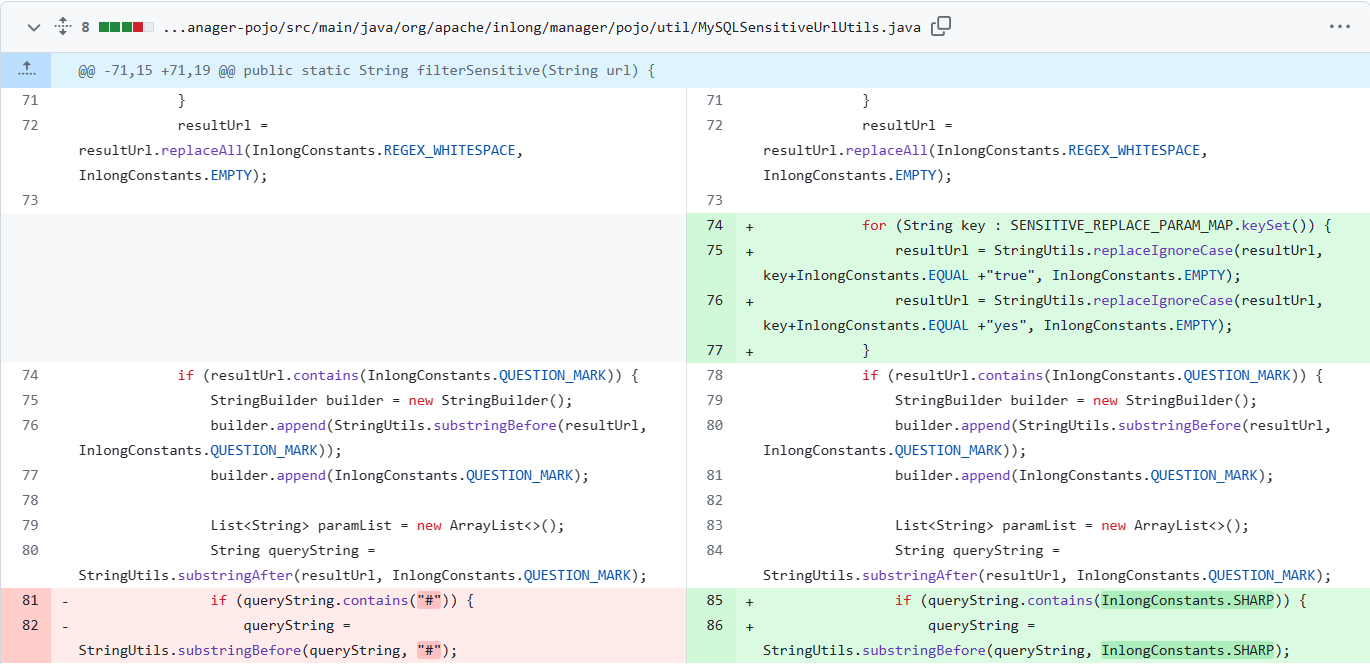 8 ...anager-pojo/src/main/java/org/apache/inlong/manager/pojo/util/MySQLSensitiveUrlUtils.java
@@ -71,15 +71,19 @@ public static String filterSensitive(String url) {
71 }
72 resultUrl =
resultUrl.replaceAll(InlongConstants.REGEX_WHITESPACE,
InlongConstants.EMPTY);
73
74 if (resultUrl.contains(InlongConstants.QUESTION_MARK)) {
75 StringBuilder builder = new StringBuilder();
76 builder.append(StringUtils.substringBefore(resultUrl,
InlongConstants.QUESTION_MARK));
77 builder.append(InlongConstants.QUESTION_MARK);
78
79 List<String> paramList = new ArrayList<>();
80 String queryString =
StringUtils.substringAfter(resultUrl, InlongConstants.QUESTION_MARK);
81 - if (queryString.contains("#")) {
82 - queryString =
StringUtils.substringBefore(queryString, "#");
71 }
72 resultUrl =
resultUrl.replaceAll(InlongConstants.REGEX_WHITESPACE,
InlongConstants.EMPTY);
73
74 + for (String key : SENSITIVE_REPLACE_PARAM_MAP.keySet()) {
75 + resultUrl = StringUtils.replaceIgnoreCase(resultUrl,
key+InlongConstants.EQUAL +"true", InlongConstants.EMPTY);
76 + resultUrl = StringUtils.replaceIgnoreCase(resultUrl,
key+InlongConstants.EQUAL +"yes", InlongConstants.EMPTY);
77 + }
78 if (resultUrl.contains(InlongConstants.QUESTION_MARK)) {
79 StringBuilder builder = new StringBuilder();
80 builder.append(StringUtils.substringBefore(resultUrl,
InlongConstants.QUESTION_MARK));
81 builder.append(InlongConstants.QUESTION_MARK);
82
83 List<String> paramList = new ArrayList<>();
84 String queryString =
StringUtils.substringAfter(resultUrl, InlongConstants.QUESTION_MARK);
85 + if (queryString.contains(InlongConstants.SHARP)) {
86 + queryString =
StringUtils.substringBefore(queryString, InlongConstants.SHARP);